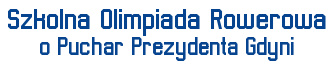 Szkolna Olimpiada Rowerowa
o Puchar Prezydenta Gdyni